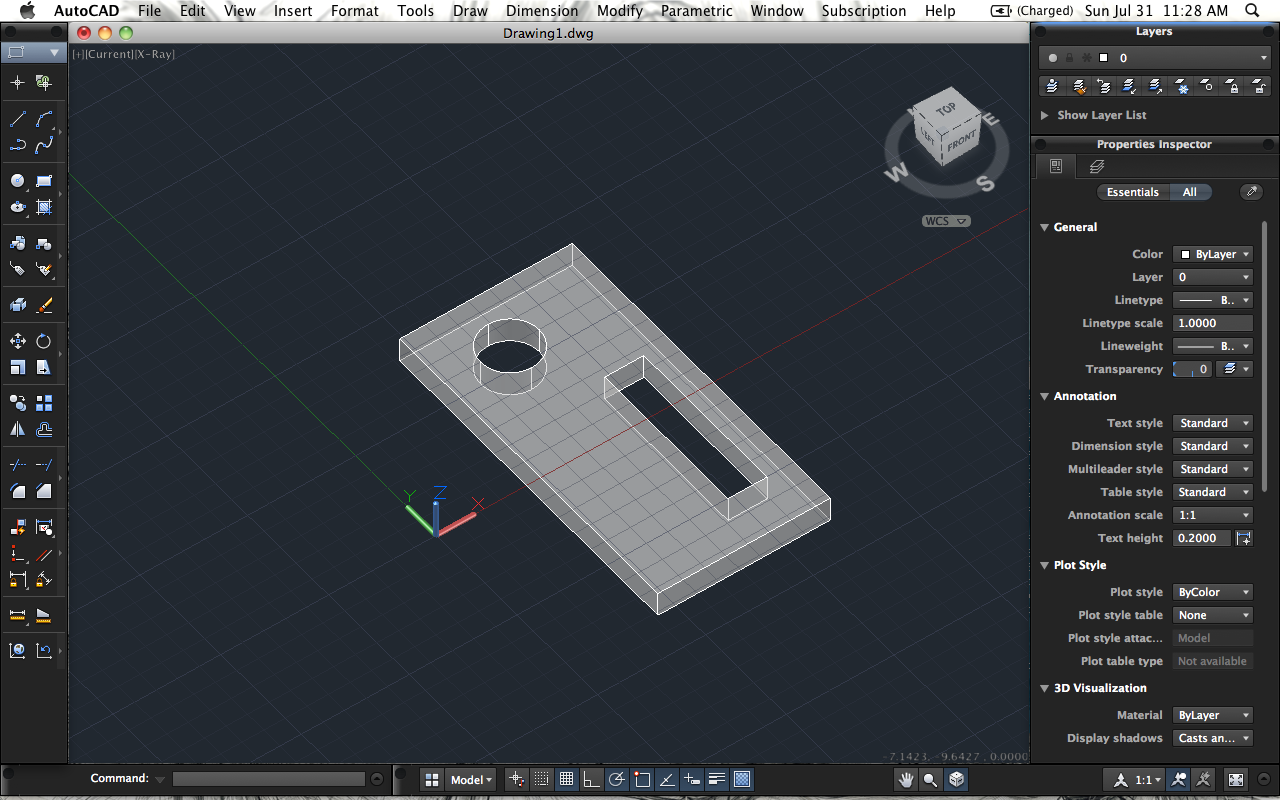 AutoCAD File Edit View Insert Format Tools Draw Dimension Modify Parametric Window Subscription Help (Charged) Sun Jul 31 11:28 AM
Drawing1.dwg
[+][Current][X-Ray]
TOP
LEFT
FRONT
E
W
S
WCS
Y
Z
X
-7.1423, -9.6427, 0.0000
Layers
0
Show Layer List
Properties Inspector
Essentials All
General
Color ByLayer
Layer 0
Linetype B..
Linetype scale 1.0000
Lineweight B..
Transparency 0
Annotation
Text style Standard
Dimension style Standard
Multileader style Standard
Table style Standard
Annotation scale 1:1
Text height 0.2000
Plot Style
Plot style ByColor
Plot style table None
Plot style attac... Model
Plot table type Not available
3D Visualization
Material ByLayer
Display shadows Casts an...
Command:
Model
1:1